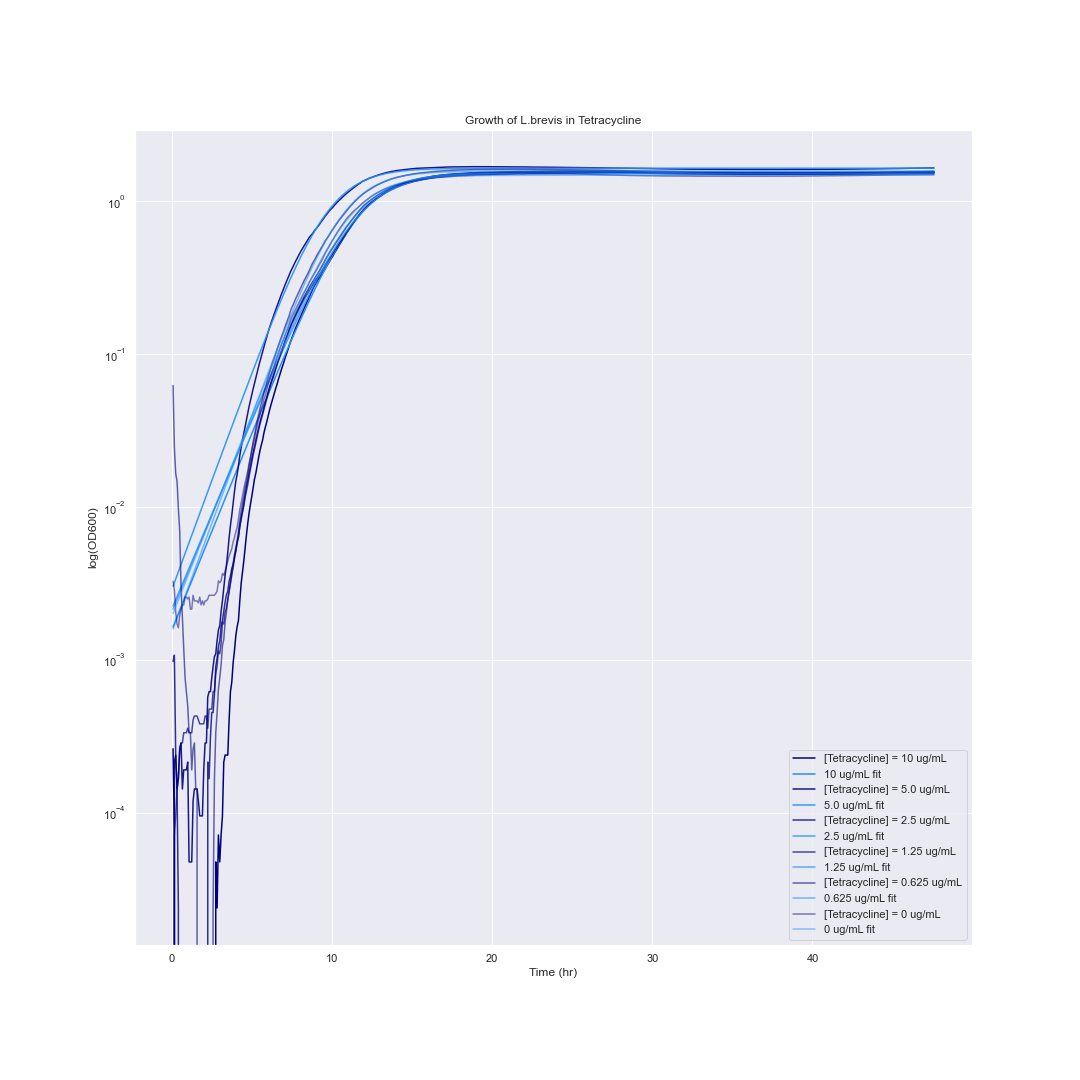 Growth of L.brevis in Tetracycline
log(OD600)
10⁰
10⁻¹
10⁻²
10⁻³
10⁻⁴
0 10 20 30 40
Time (hr)
[Tetracycline] = 10 ug/mL
10 ug/mL fit
[Tetracycline] = 5.0 ug/mL
5.0 ug/mL fit
[Tetracycline] = 2.5 ug/mL
2.5 ug/mL fit
[Tetracycline] = 1.25 ug/mL
1.25 ug/mL fit
[Tetracycline] = 0.625 ug/mL
0.625 ug/mL fit
[Tetracycline] = 0 ug/mL
0 ug/mL fit